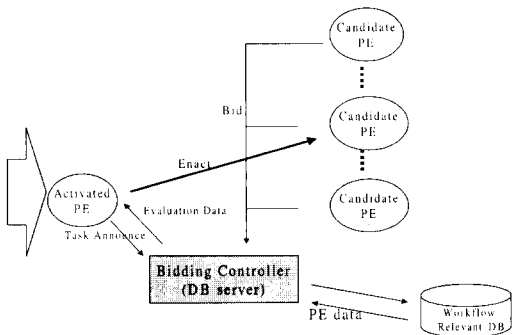 Candidate
PE
Candidate
PE
Bid
Enact
Candidate
PE
Activated
PE
Evaluation Data
Task Announce
Bidding Controller
(DB server)
PE data
Workflow
Relevant DB